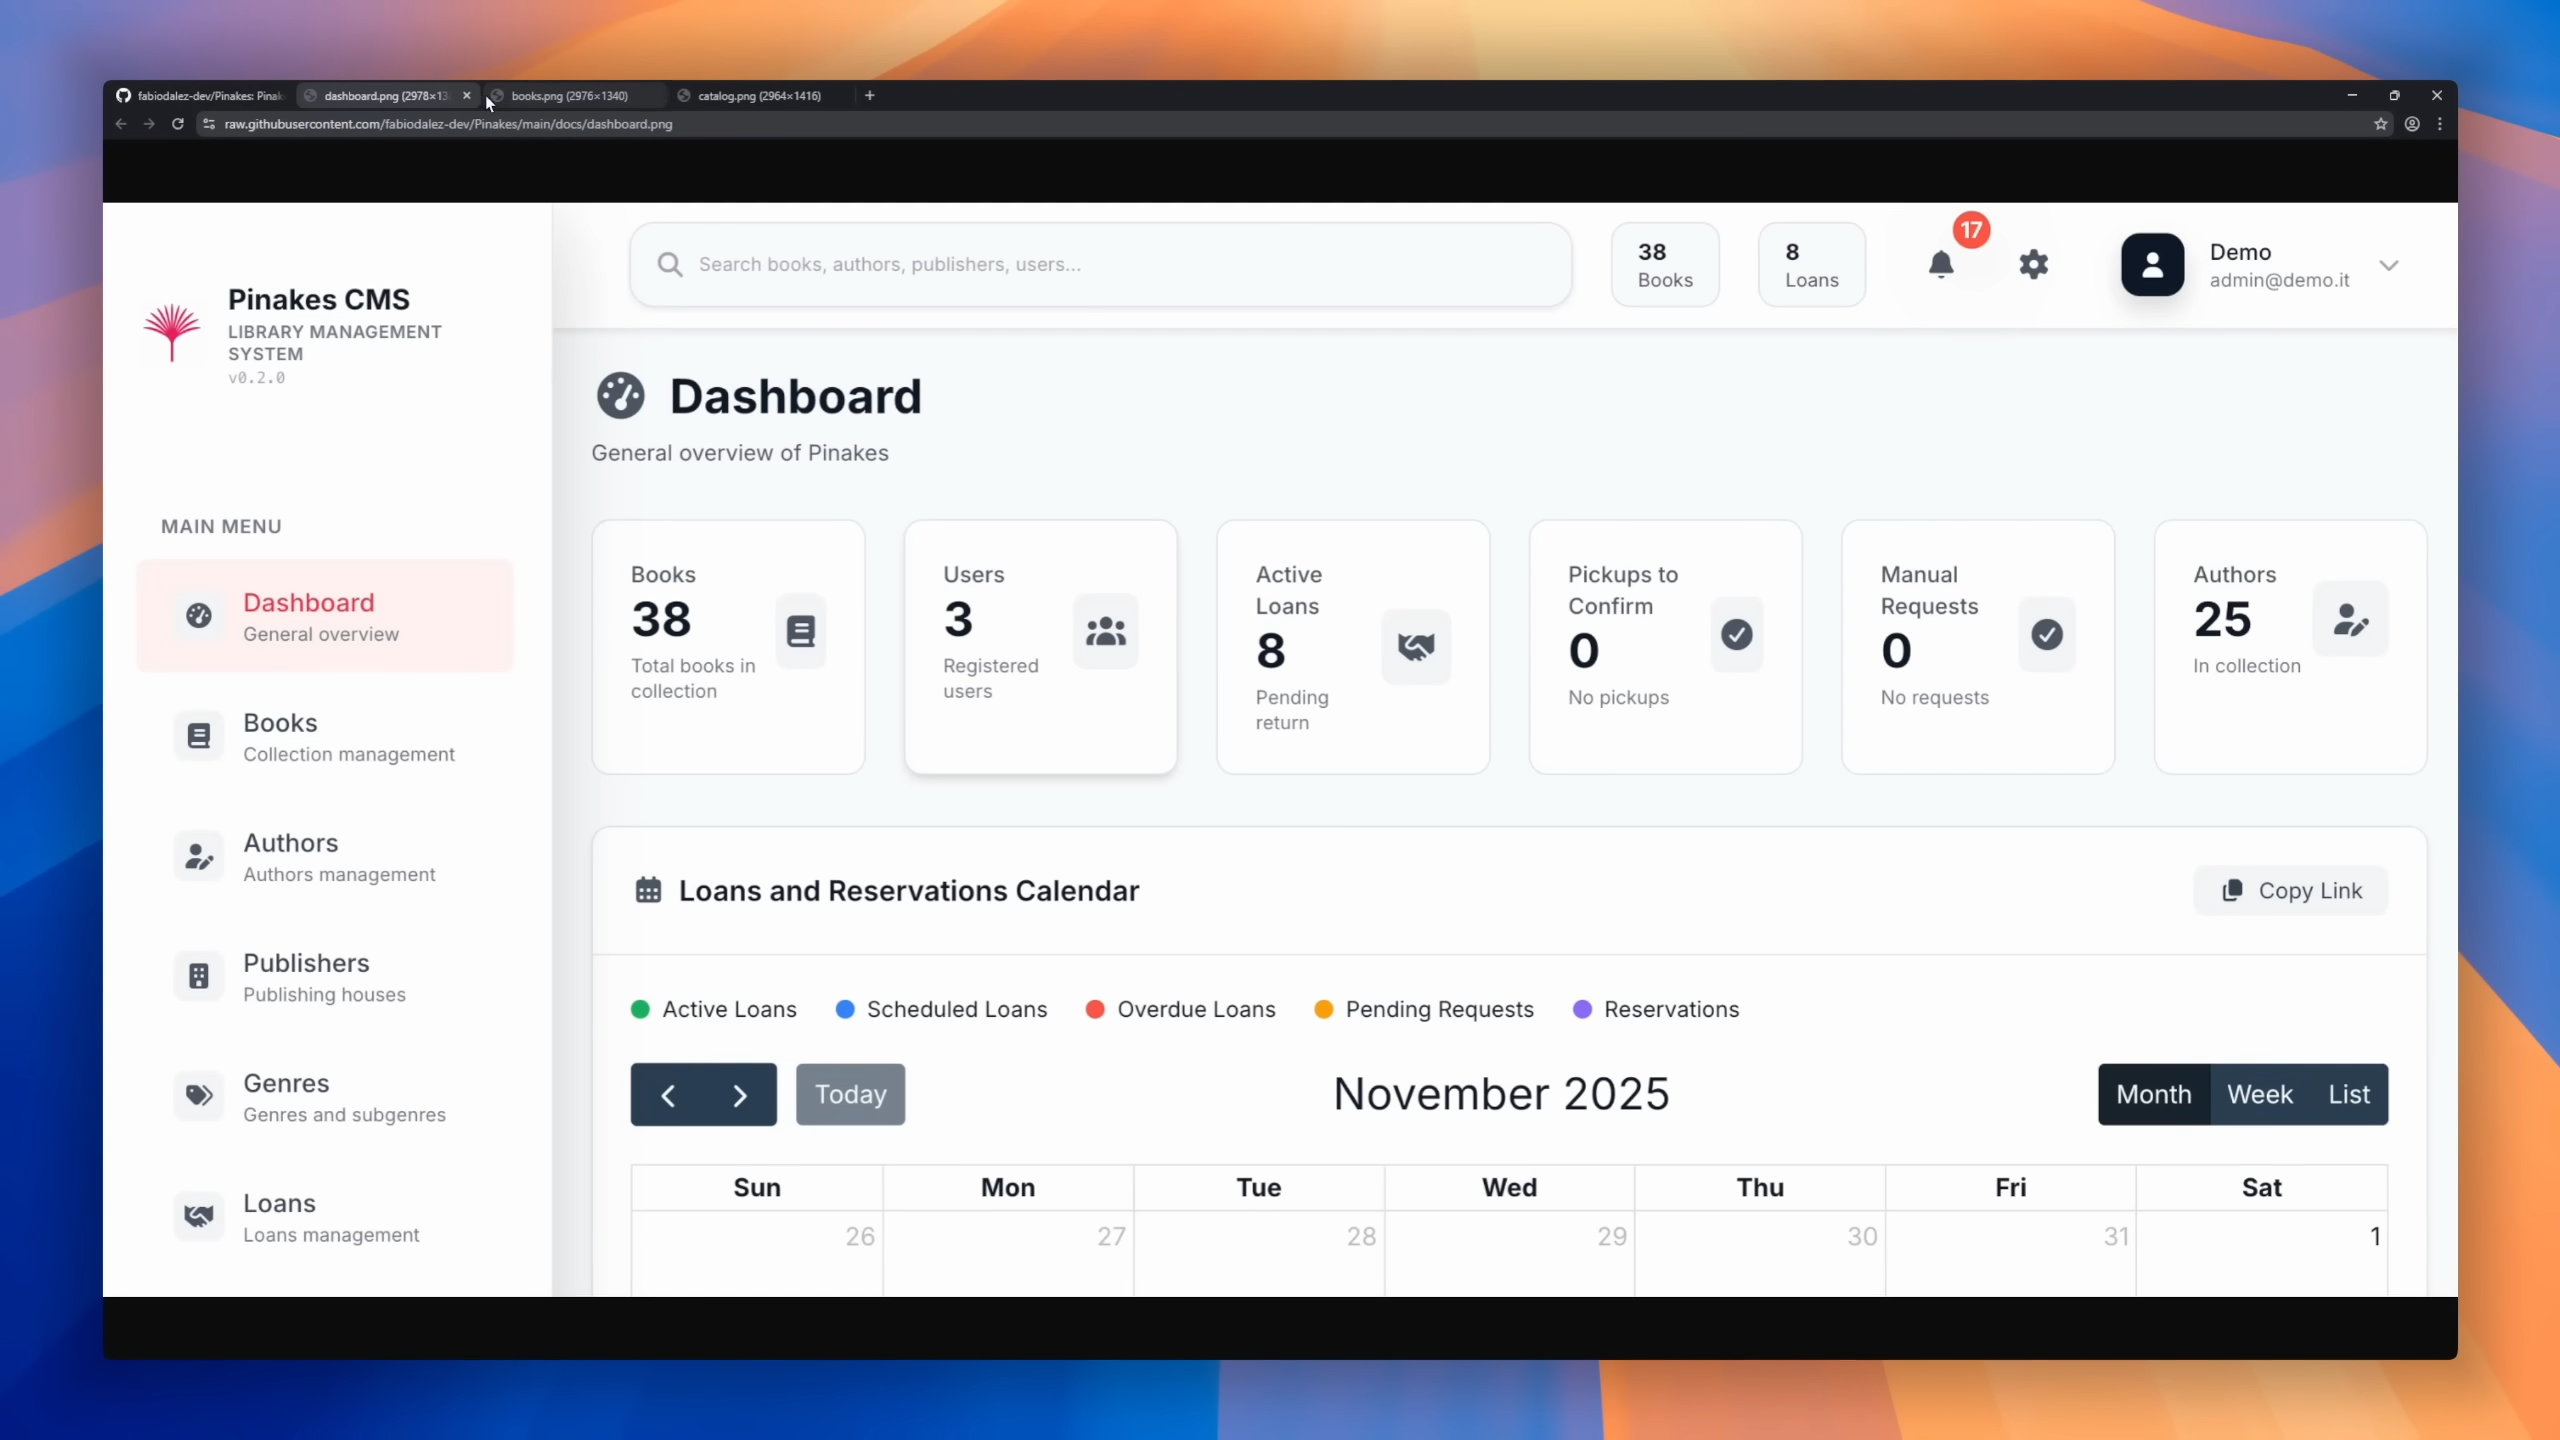 fabiodalez-dev/Pinakes: Pinak
dashboard.png (2978×13
books.png (2976×1340)
catalog.png (2964×1416)
raw.githubusercontent.com/fabiodalez-dev/Pinakes/main/docs/dashboard.png
Pinakes CMS
LIBRARY MANAGEMENT
SYSTEM
v0.2.0
Search books, authors, publishers, users...
38
Books
8
Loans
17
Demo
admin@demo.it
MAIN MENU
Dashboard
General overview
Books
Collection management
Authors
Authors management
Publishers
Publishing houses
Genres
Genres and subgenres
Loans
Loans management
Dashboard
General overview of Pinakes
Books
38
Total books in
collection
Users
3
Registered
users
Active
Loans
8
Pending
return
Pickups to
Confirm
0
No pickups
Manual
Requests
0
No requests
Authors
25
In collection
Loans and Reservations Calendar
Copy Link
Active Loans
Scheduled Loans
Overdue Loans
Pending Requests
Reservations
Today
November 2025
Month
Week
List
Sun Mon Tue Wed Thu Fri Sat
26 27 28 29 30 31 1